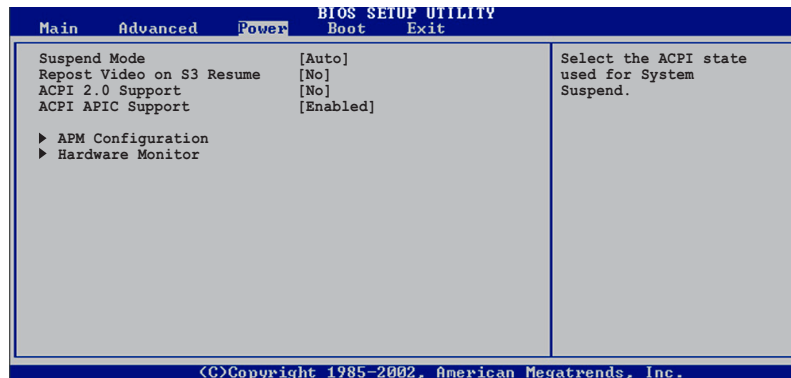 BIOS SETUP UTILITY
Main Advanced Power Boot Exit
Suspend Mode [Auto]
Repost Video on S3 Resume [No]
ACPI 2.0 Support [No]
ACPI APIC Support [Enabled]
APM Configuration
Hardware Monitor
Select the ACPI state
used for System
Suspend.
(C)Copyright 1985-2002, American Megatrends, Inc.